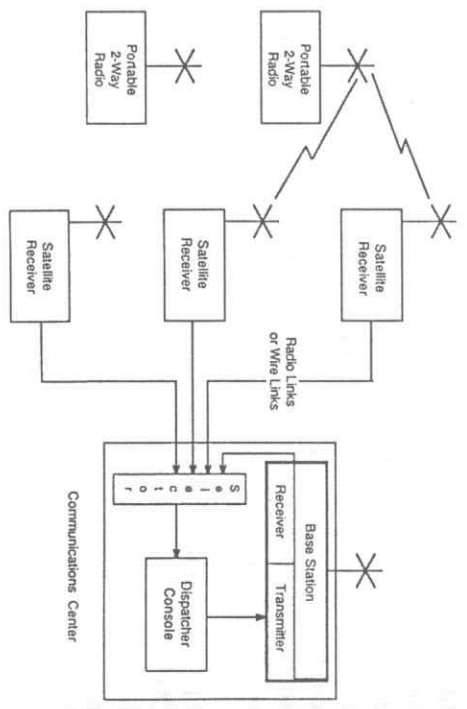 Portable
2-Way
Radio
Portable
2-Way
Radio
Satellite
Receiver
Satellite
Receiver
Satellite
Receiver
Radio Links
or Wire Links
Selector
Base Station
Receiver
Transmitter
Dispatcher
Console
Communications Center